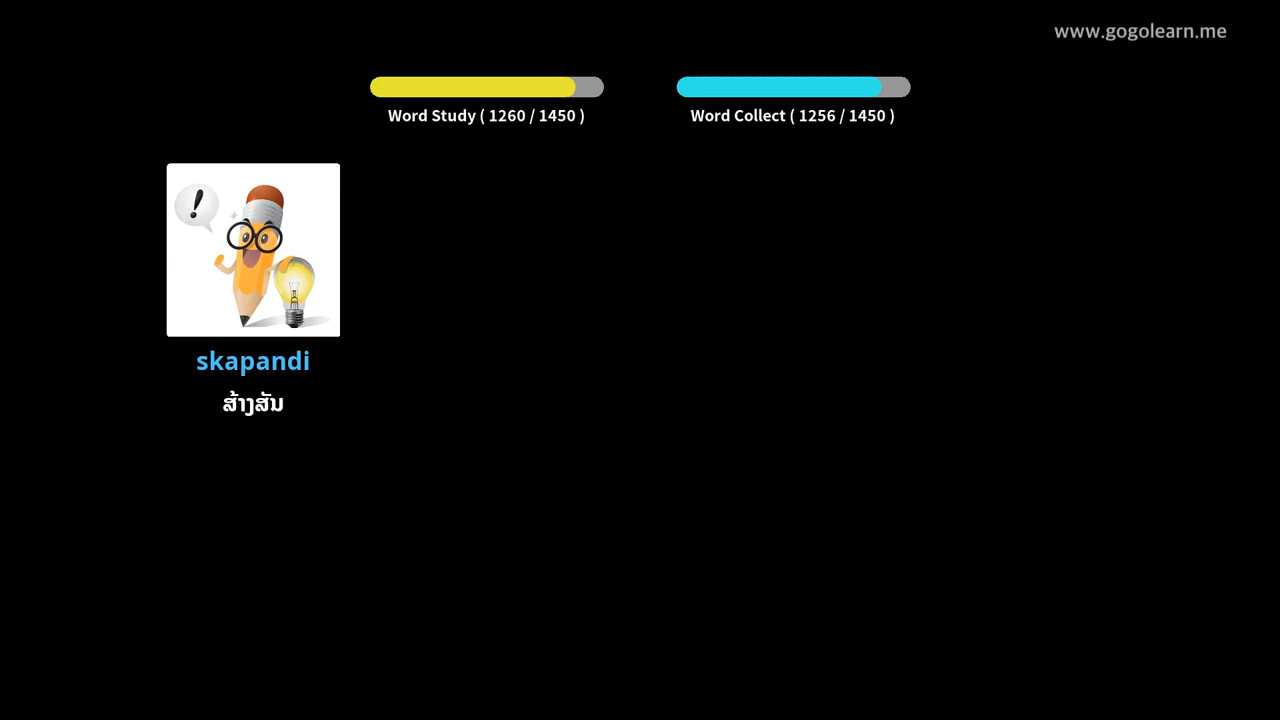 www.gogolearn.me
Word Study ( 1260 / 1450 )
Word Collect ( 1256 / 1450 )
!
skapandi
ສ້າງສັນ